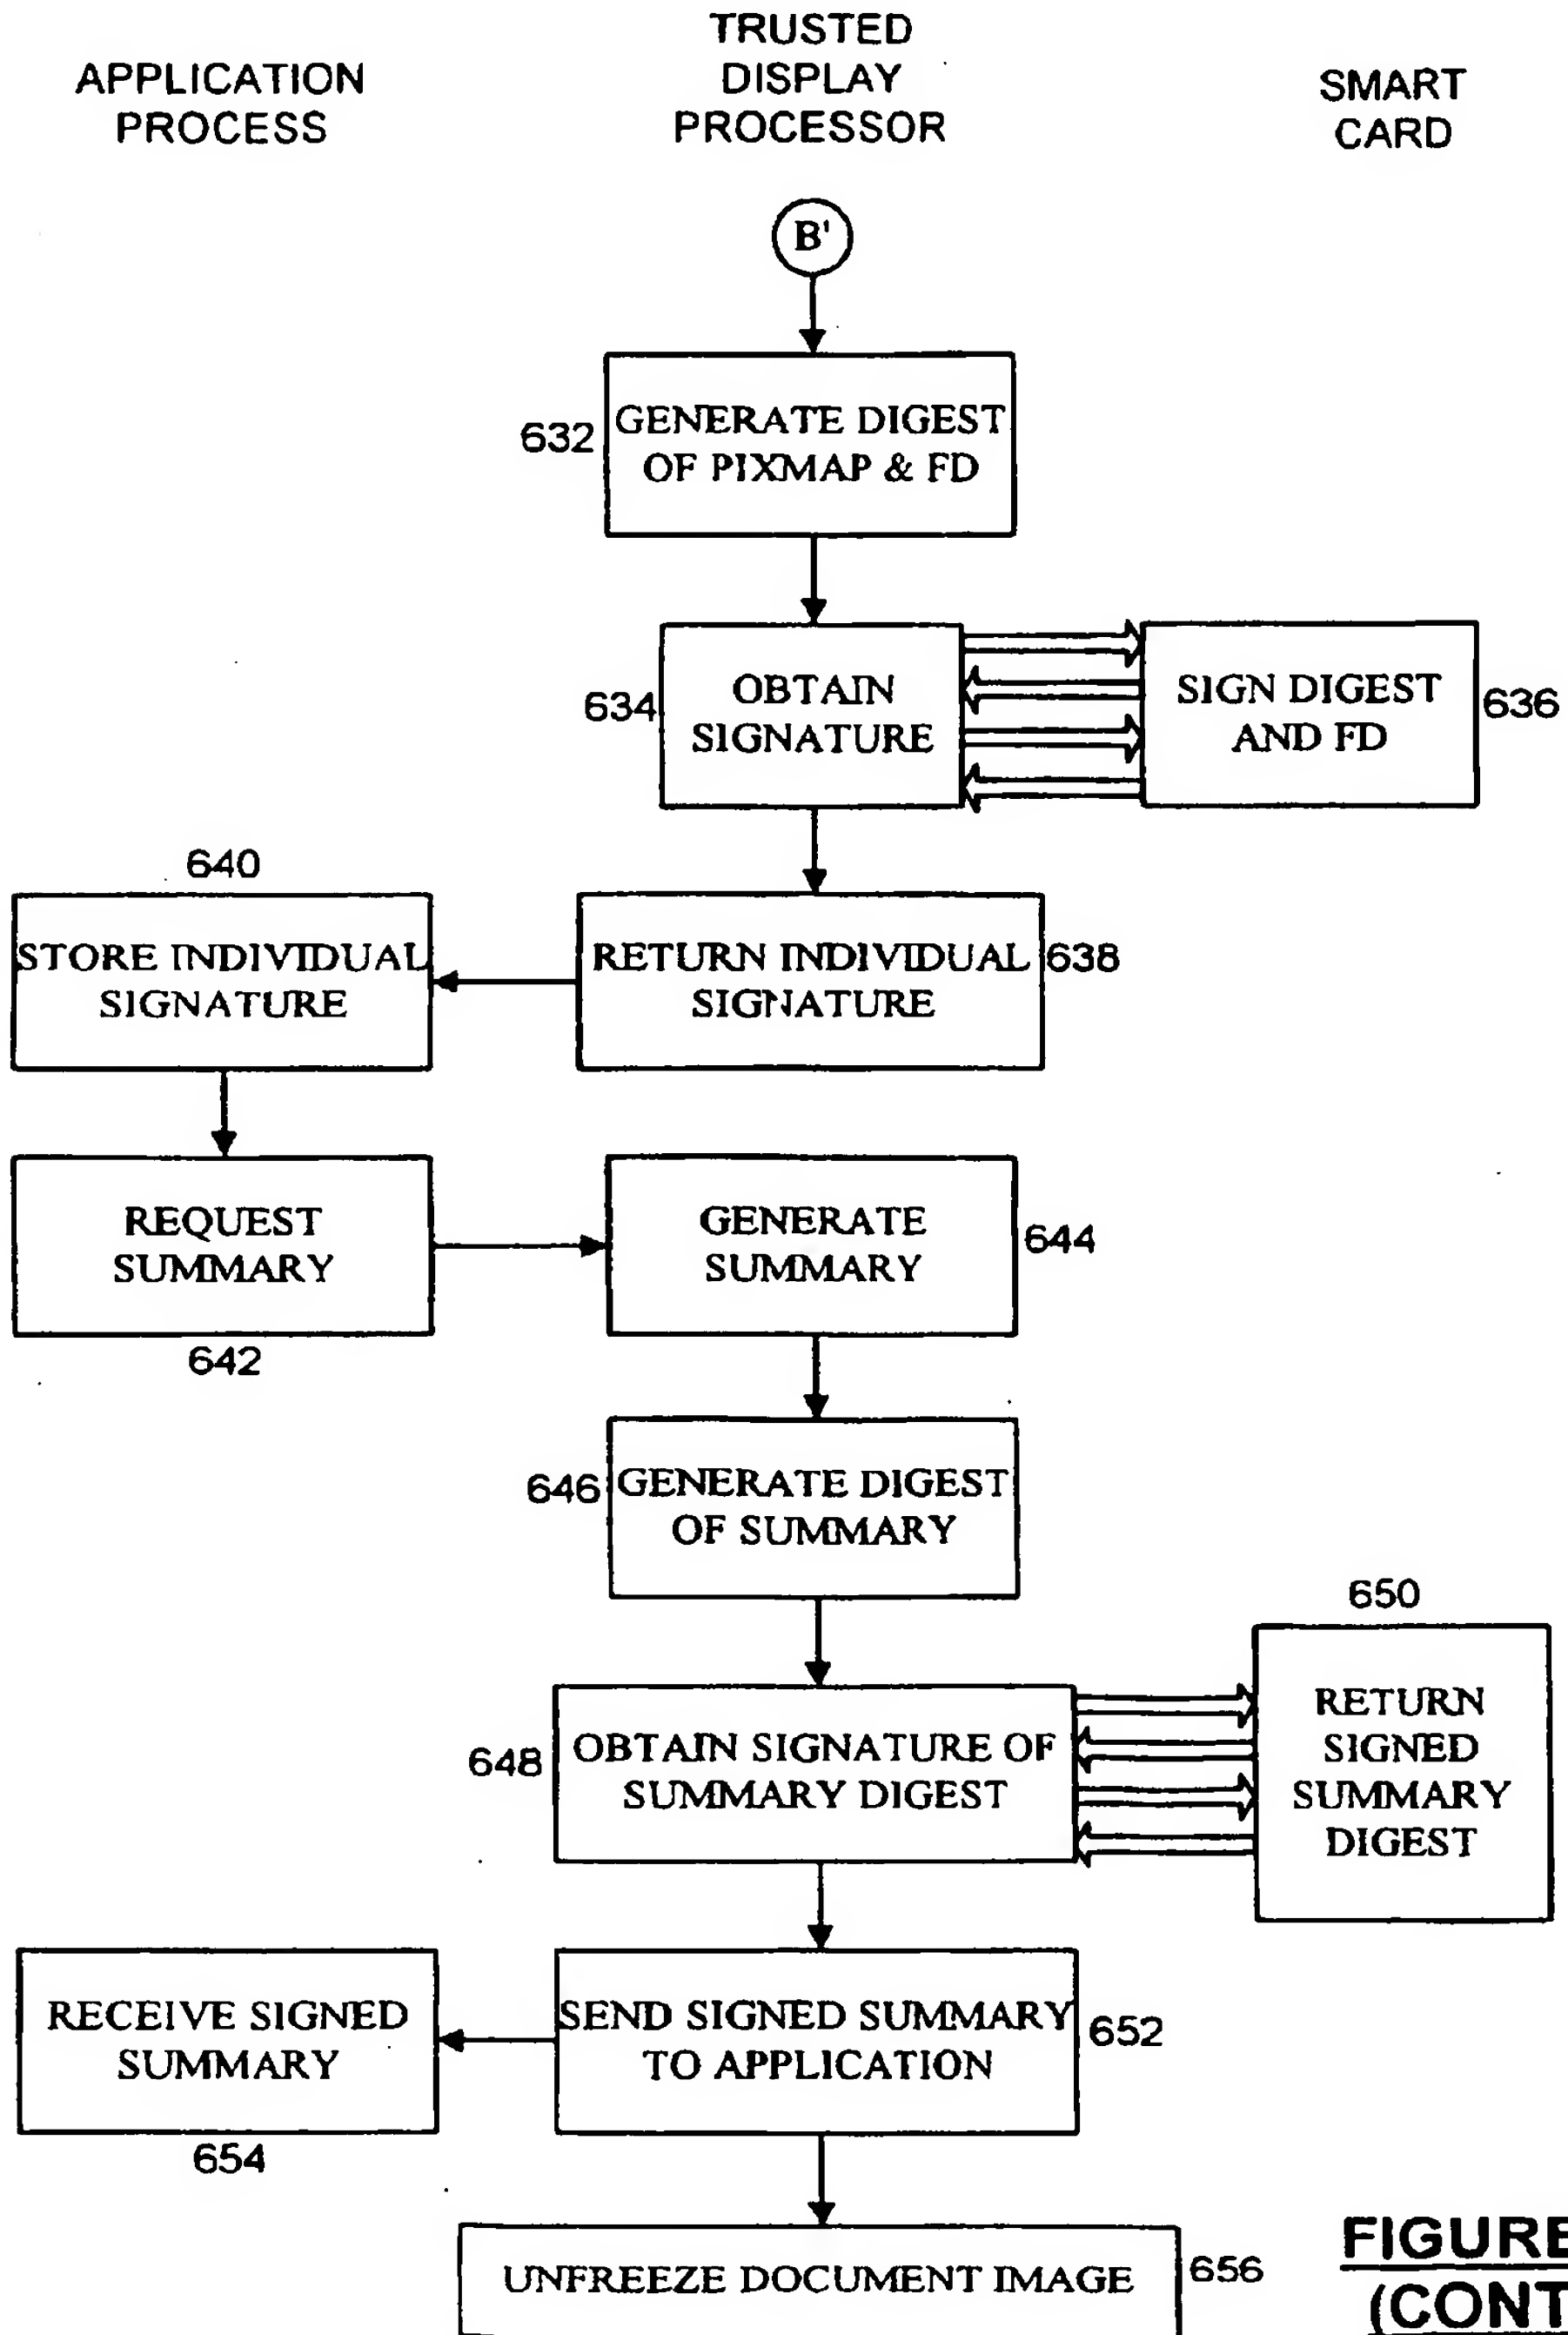 APPLICATION
PROCESS
TRUSTED
DISPLAY
PROCESSOR
SMART
CARD
B'
632
GENERATE DIGEST
OF PIXMAP & FD
634
OBTAIN
SIGNATURE
SIGN DIGEST
AND FD
636
640
STORE INDIVIDUAL
SIGNATURE
RETURN INDIVIDUAL
SIGNATURE
638
REQUEST
SUMMARY
642
GENERATE
SUMMARY
644
646
GENERATE DIGEST
OF SUMMARY
648
OBTAIN SIGNATURE OF
SUMMARY DIGEST
650
RETURN
SIGNED
SUMMARY
DIGEST
RECEIVE SIGNED
SUMMARY
654
SEND SIGNED SUMMARY
TO APPLICATION
652
UNFREEZE DOCUMENT IMAGE
656
FIGURE
(CONT